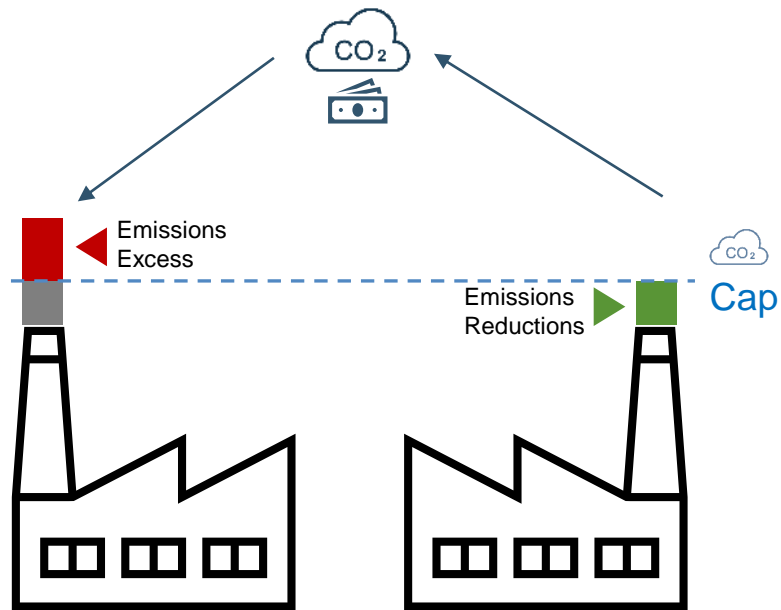 CO₂
Emissions
Excess
CO₂
Cap
Emissions
Reductions